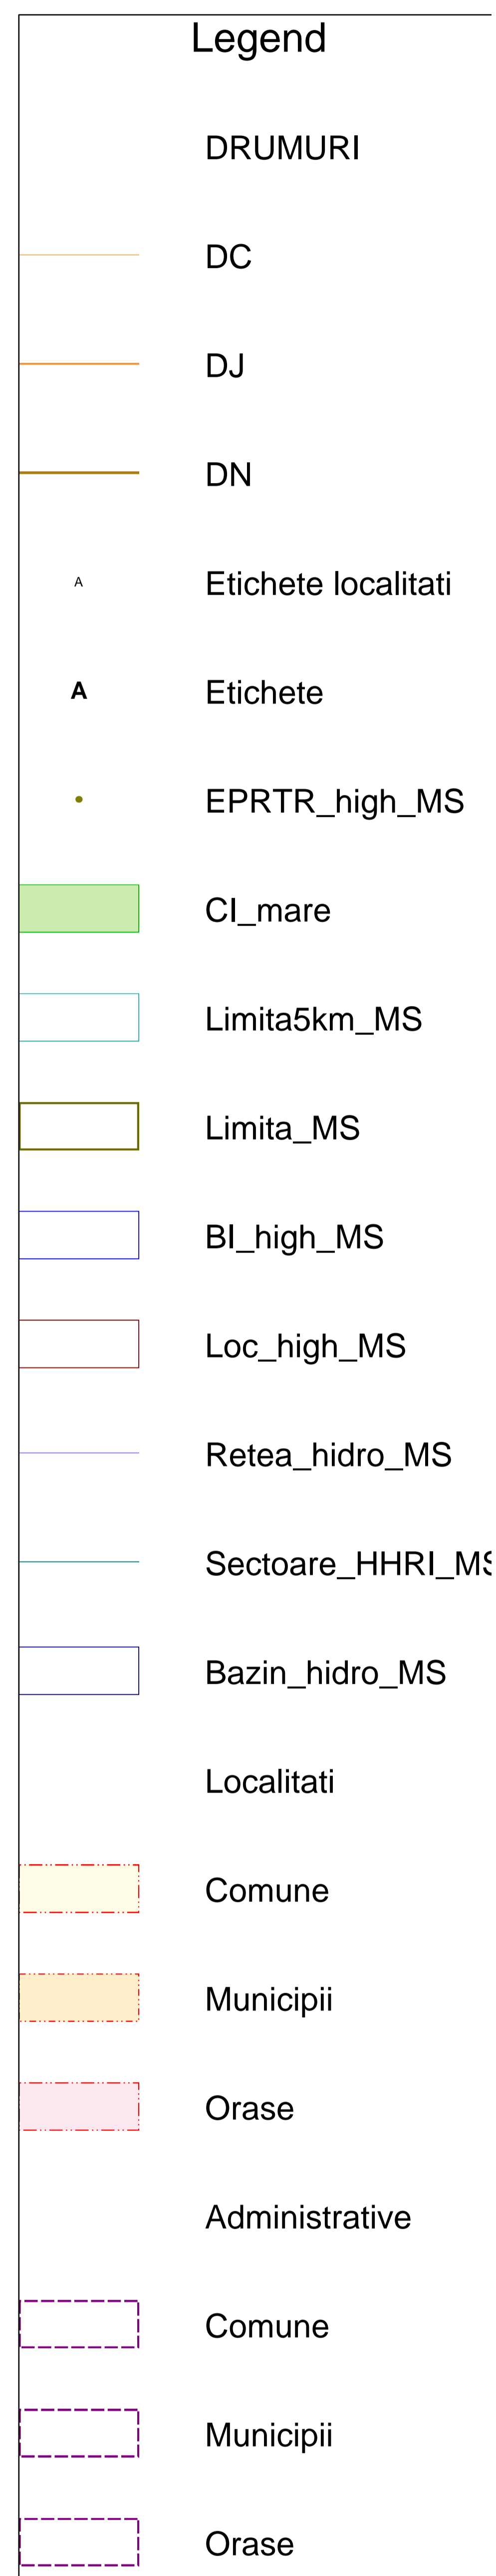 Legend
DRUMURI
DC
DJ
DN
A Etichete localitati
A Etichete
EPRTR_high_MS
CI_mare
Limita5km_MS
Limita_MS
BI_high_MS
Loc_high_MS
Retea_hidro_MS
Sectoare_HHRI_MS
Bazin_hidro_MS
Localitati
Comune
Municipii
Orase
Administrative
Comune
Municipii
Orase